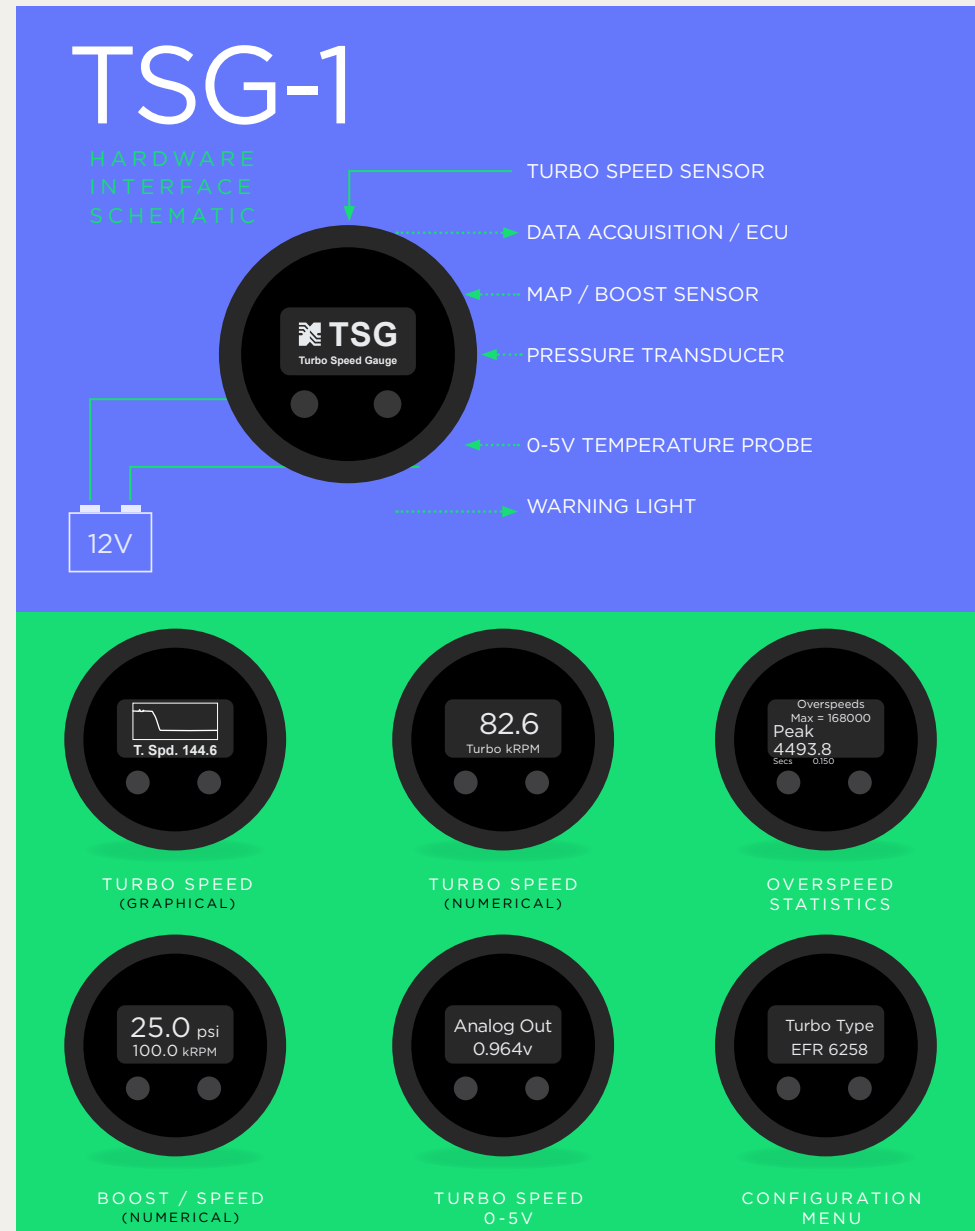 TSG-1
HARDWARE
INTERFACE
SCHEMATIC
TURBO SPEED SENSOR
DATA ACQUISITION / ECU
MAP / BOOST SENSOR
PRESSURE TRANSDUCER
0-5V TEMPERATURE PROBE
WARNING LIGHT
TSG
Turbo Speed Gauge
12V
T. Spd. 144.6
TURBO SPEED
(GRAPHICAL)
82.6
Turbo kRPM
TURBO SPEED
(NUMERICAL)
Overspeeds
Max = 168000
Peak
4493.8
Secs 0.150
OVERSPEED
STATISTICS
25.0 psi
100.0 kRPM
BOOST / SPEED
(NUMERICAL)
Analog Out
0.964v
TURBO SPEED
0-5V
Turbo Type
EFR 6258
CONFIGURATION
MENU